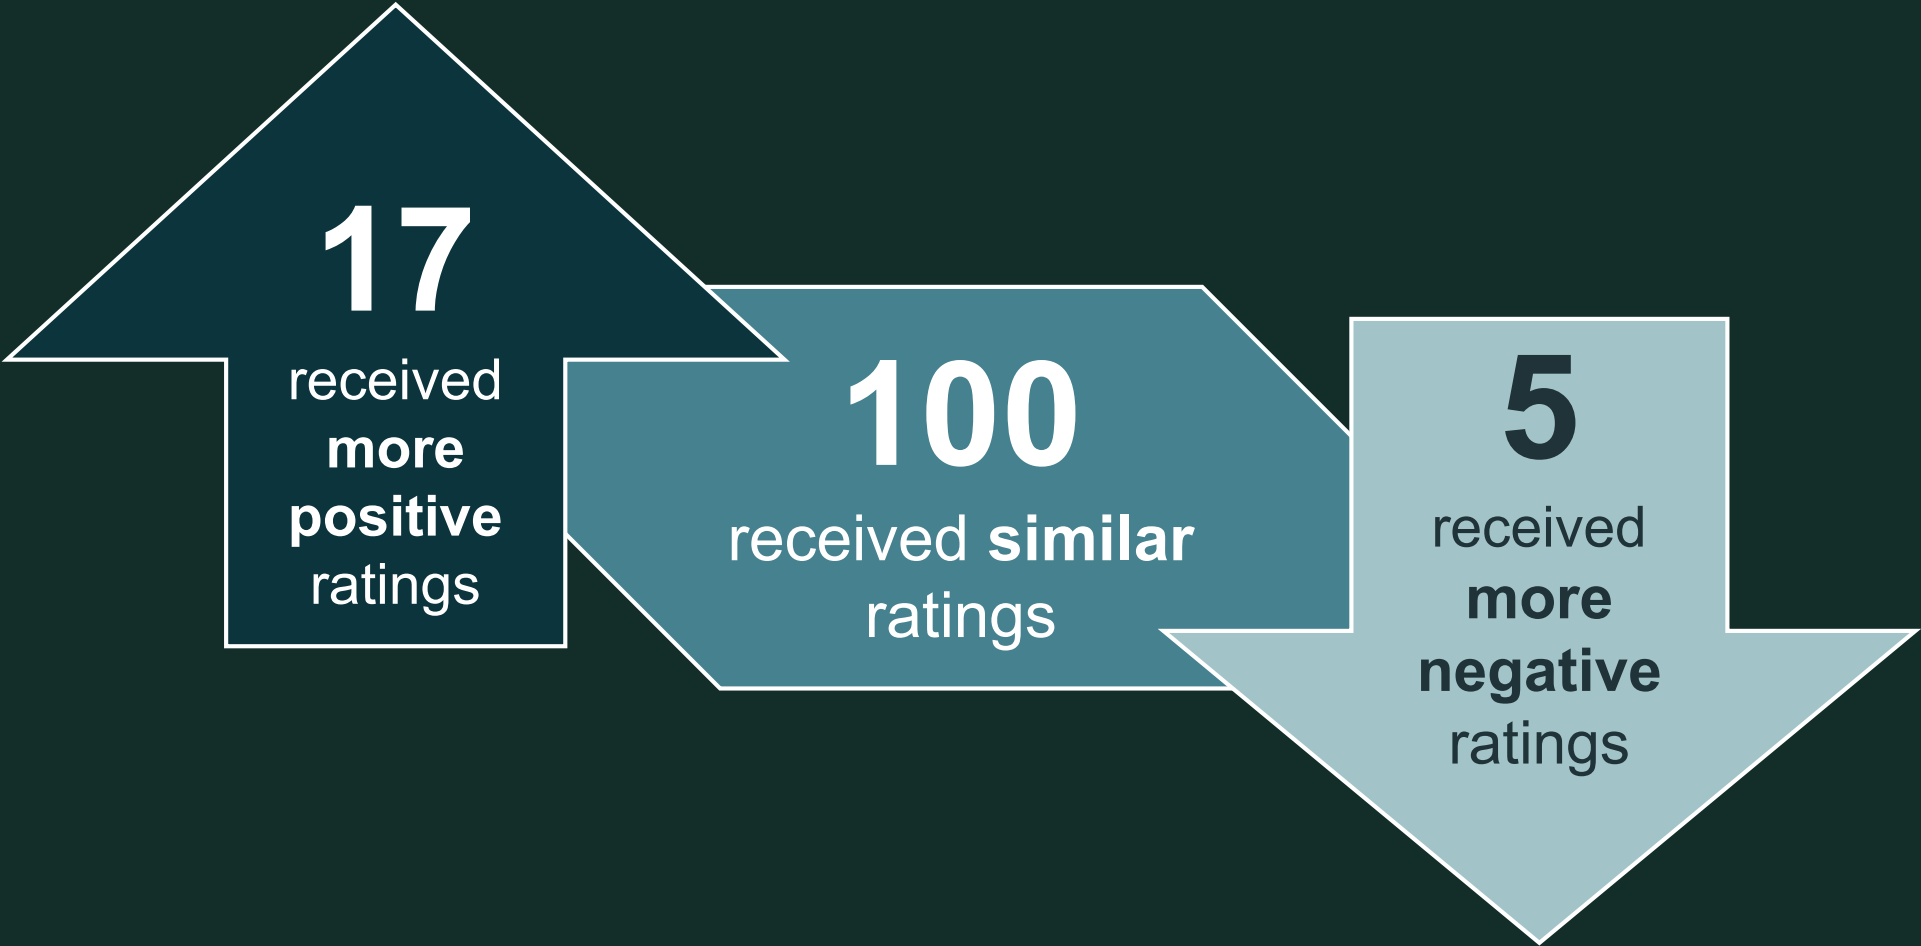 17
received
more
positive
ratings
100
received similar
ratings
5
received
more
negative
ratings